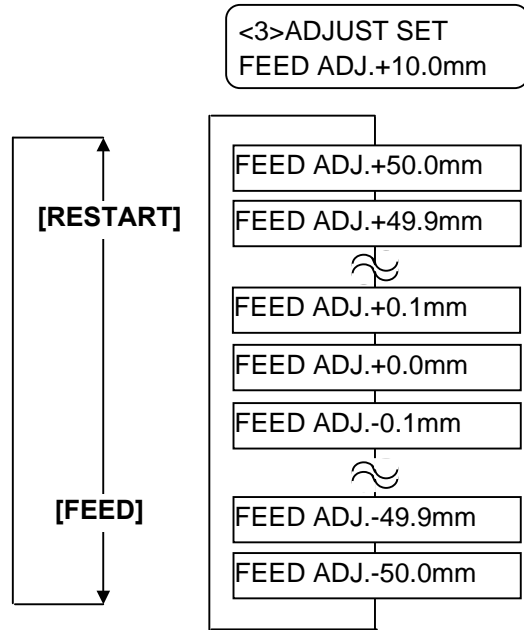 <3>ADJUST SET
FEED ADJ.+10.0mm
FEED ADJ.+50.0mm
[RESTART]
FEED ADJ.+49.9mm
FEED ADJ.+0.1mm
FEED ADJ.+0.0mm
FEED ADJ.-0.1mm
[FEED]
FEED ADJ.-49.9mm
FEED ADJ.-50.0mm